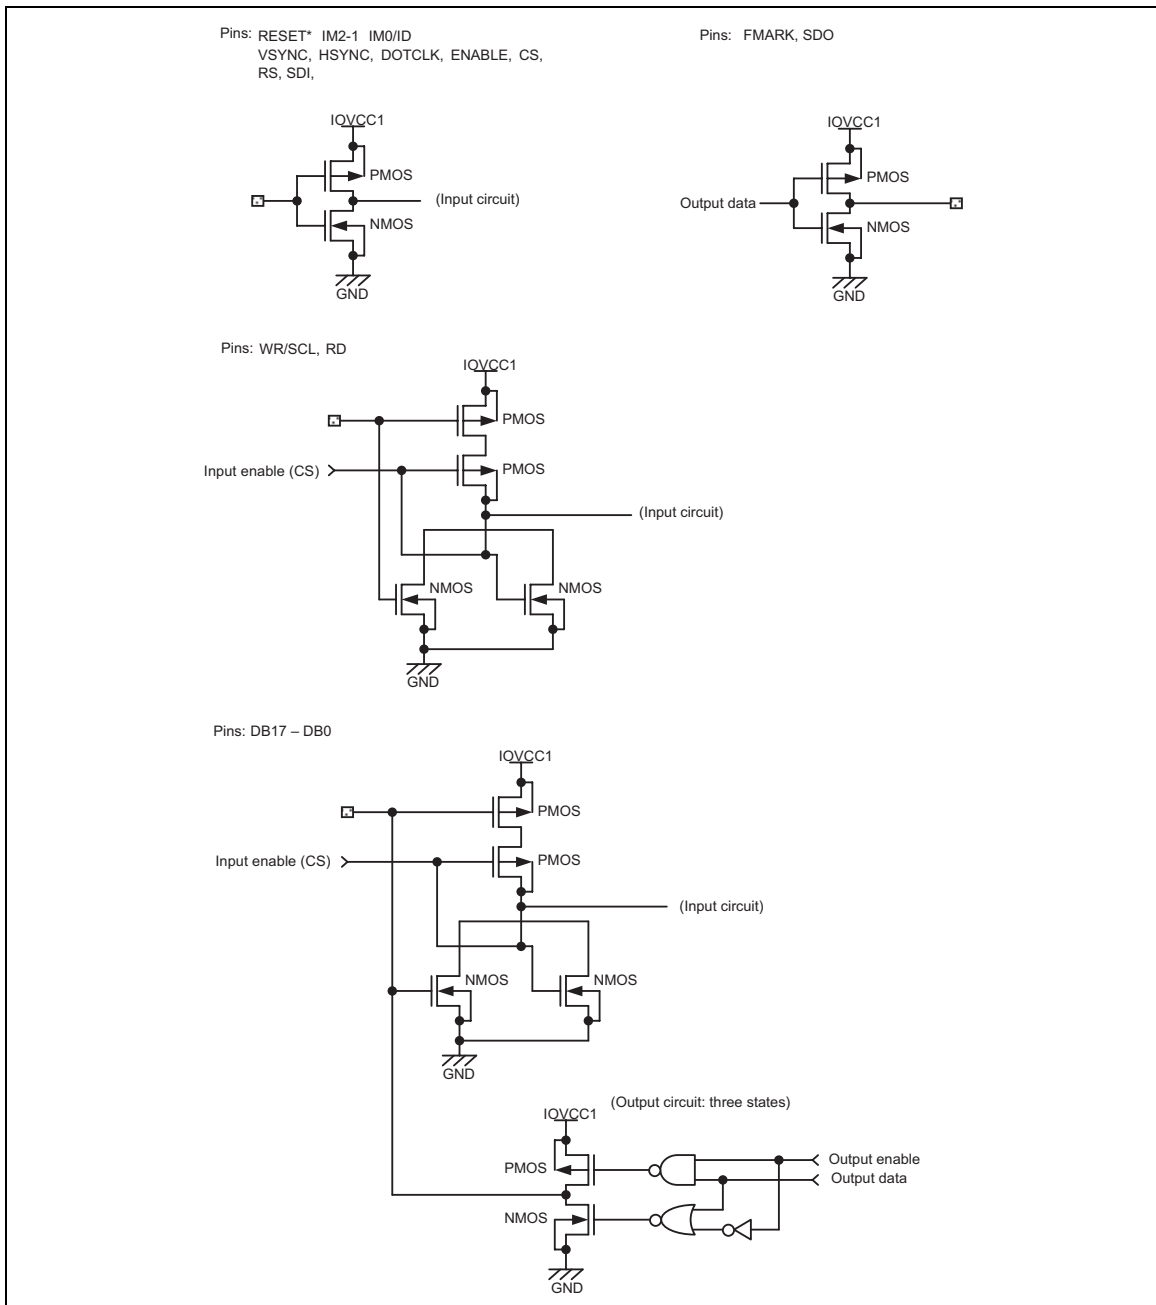 Pins: RESET* IM2-1 IM0/ID
VSYNC, HSYNC, DOTCLK, ENABLE, CS,
RS, SDI,
IOVCC1
PMOS
(Input circuit)
NMOS
GND
Pins: FMARK, SDO
IOVCC1
PMOS
Output data
NMOS
GND
Pins: WR/SCL, RD
IOVCC1
PMOS
Input enable (CS)
PMOS
(Input circuit)
NMOS
NMOS
GND
Pins: DB17 – DB0
IOVCC1
PMOS
Input enable (CS)
PMOS
(Input circuit)
NMOS
NMOS
GND
(Output circuit: three states)
IOVCC1
Output enable
PMOS
Output data
NMOS
GND